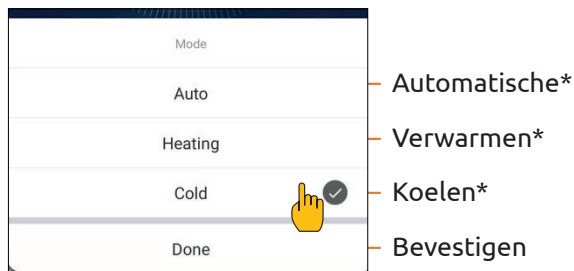 Mode
Auto
Automatische*
Heating
Verwarmen*
Cold
Koelen*
Done
Bevestigen